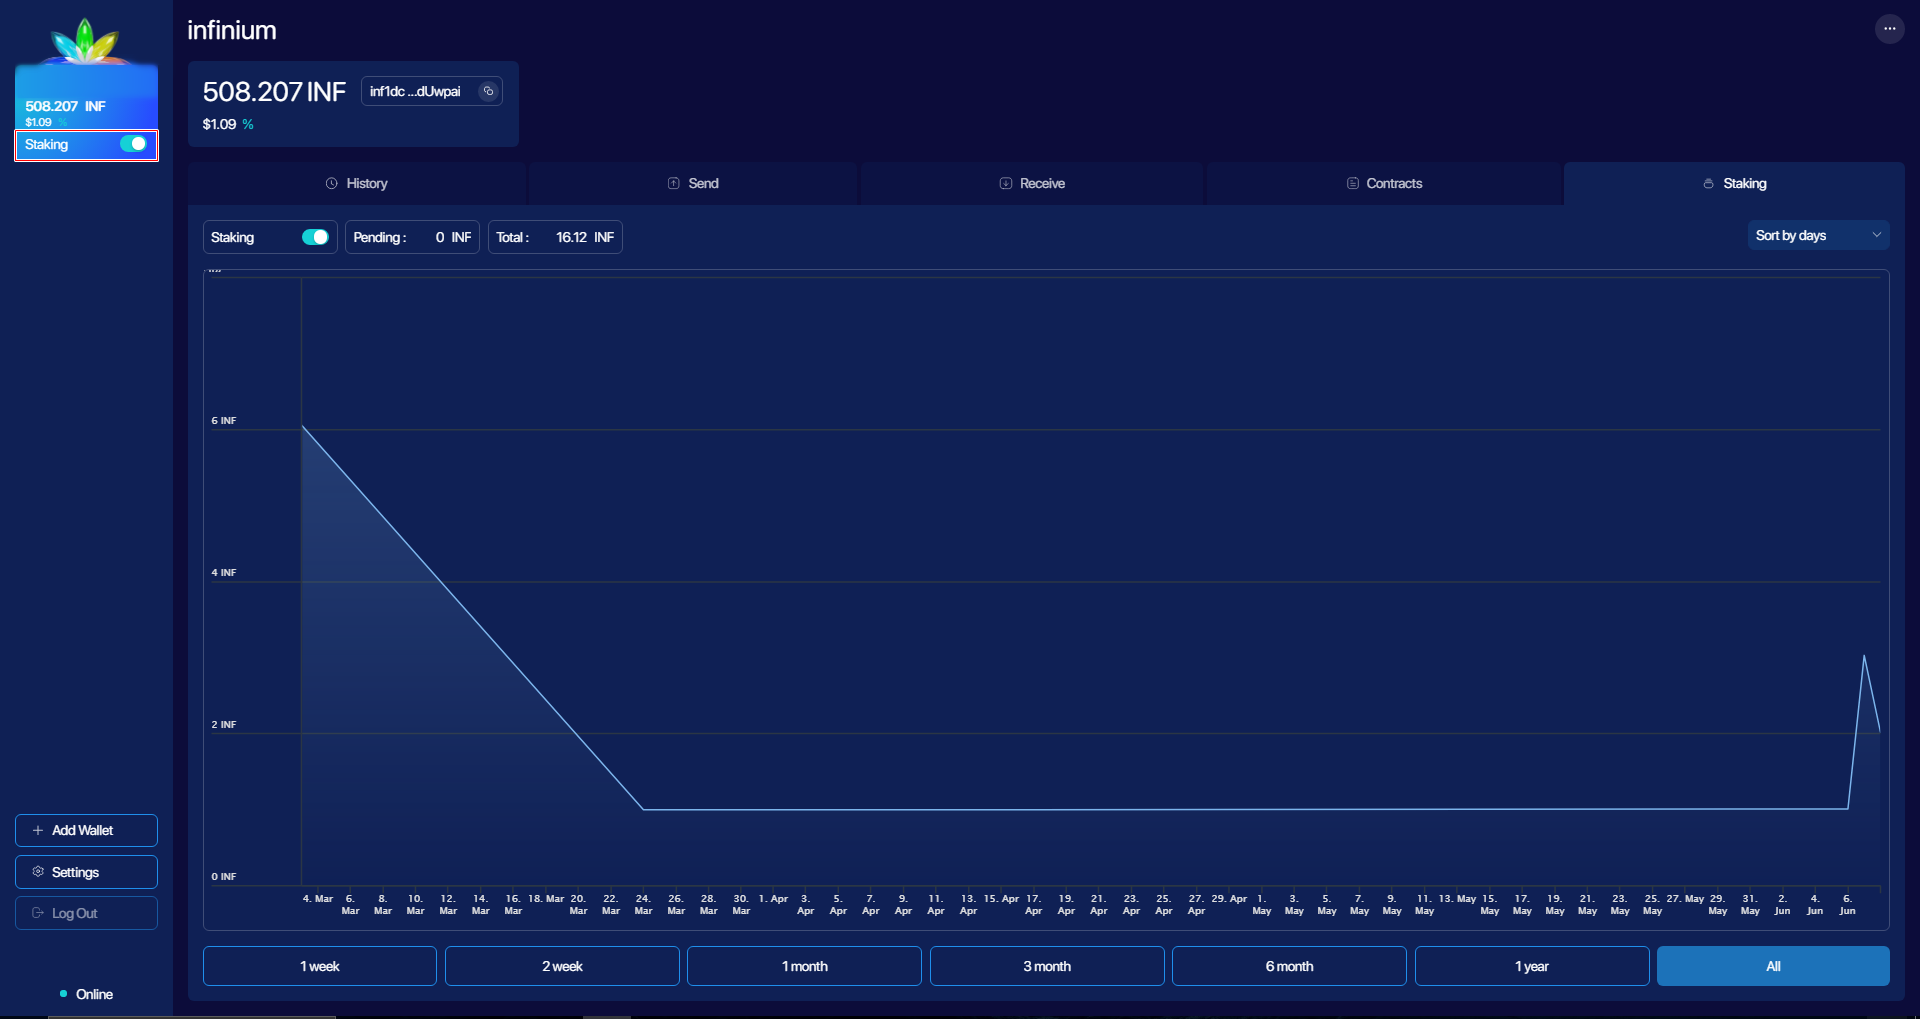 infinium
508.207 INF
$1.09 %
Staking
508.207 INF
inf1dc ...dUwpai
$1.09 %
History
Send
Receive
Contracts
Staking
Staking
Pending : 0 INF
Total : 16.12 INF
Sort by days
6 INF
4 INF
2 INF
0 INF
4. Mar
6. Mar
8. Mar
10. Mar
12. Mar
14. Mar
16. Mar
18. Mar
20. Mar
22. Mar
24. Mar
26. Mar
28. Mar
30. Mar
1. Apr
3. Apr
5. Apr
7. Apr
9. Apr
11. Apr
13. Apr
15. Apr
17. Apr
19. Apr
21. Apr
23. Apr
25. Apr
27. Apr
29. Apr
1. May
3. May
5. May
7. May
9. May
11. May
13. May
15. May
17. May
19. May
21. May
23. May
25. May
27. May
29. May
31. May
2. Jun
4. Jun
6. Jun
1 week
2 week
1 month
3 month
6 month
1 year
All
Add Wallet
Settings
Log Out
Online